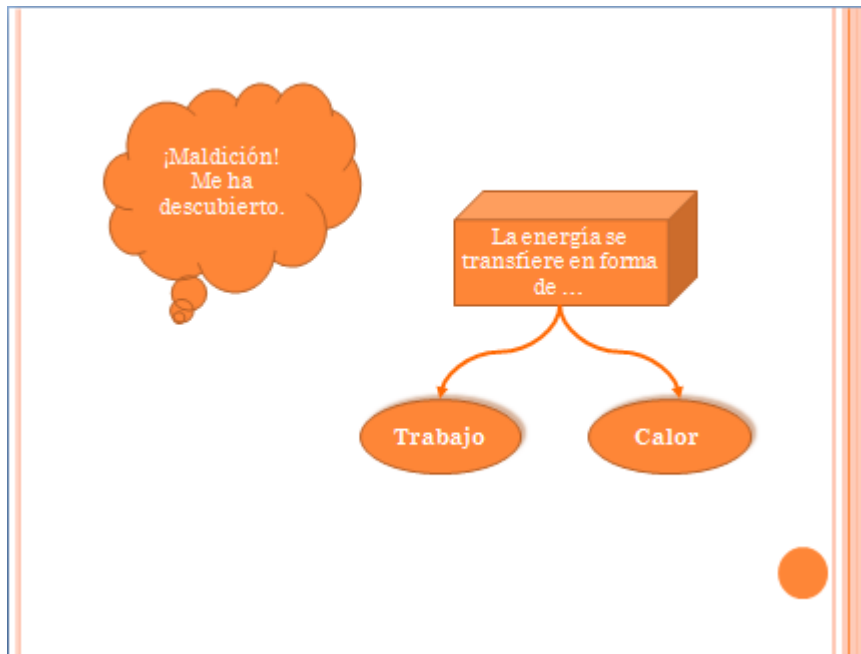 ¡Maldición!
Me ha
descubierto.
La energía se
transfiere en forma
de ...
Trabajo
Calor